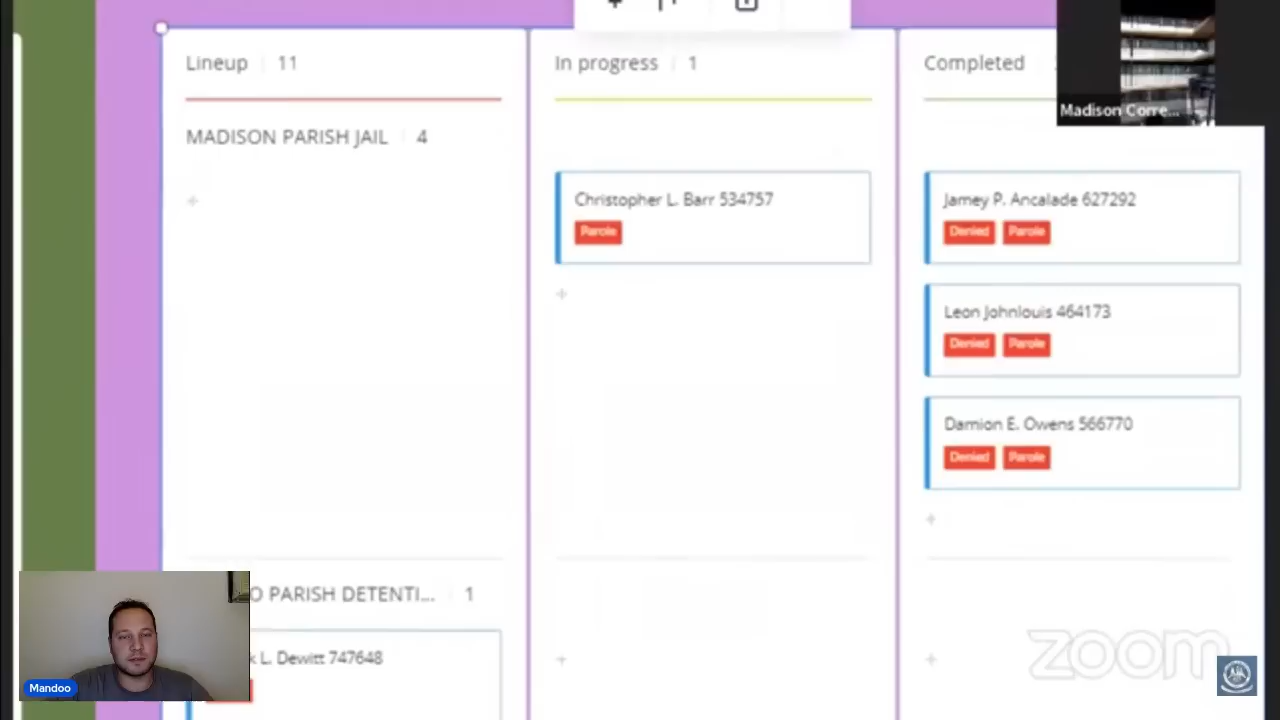 Lineup 11
In progress 1
Completed
Madison Corre...
MADISON PARISH JAIL 4
Christopher L. Barr 534757
Parole
Jamey P. Ancalade 627292
Denied Parole
Leon Johnlouis 464173
Denied Parole
Damion E. Owens 566770
Denied Parole
O PARISH DETENTI... 1
k L. Dewitt 747648
Mandoo
zoom